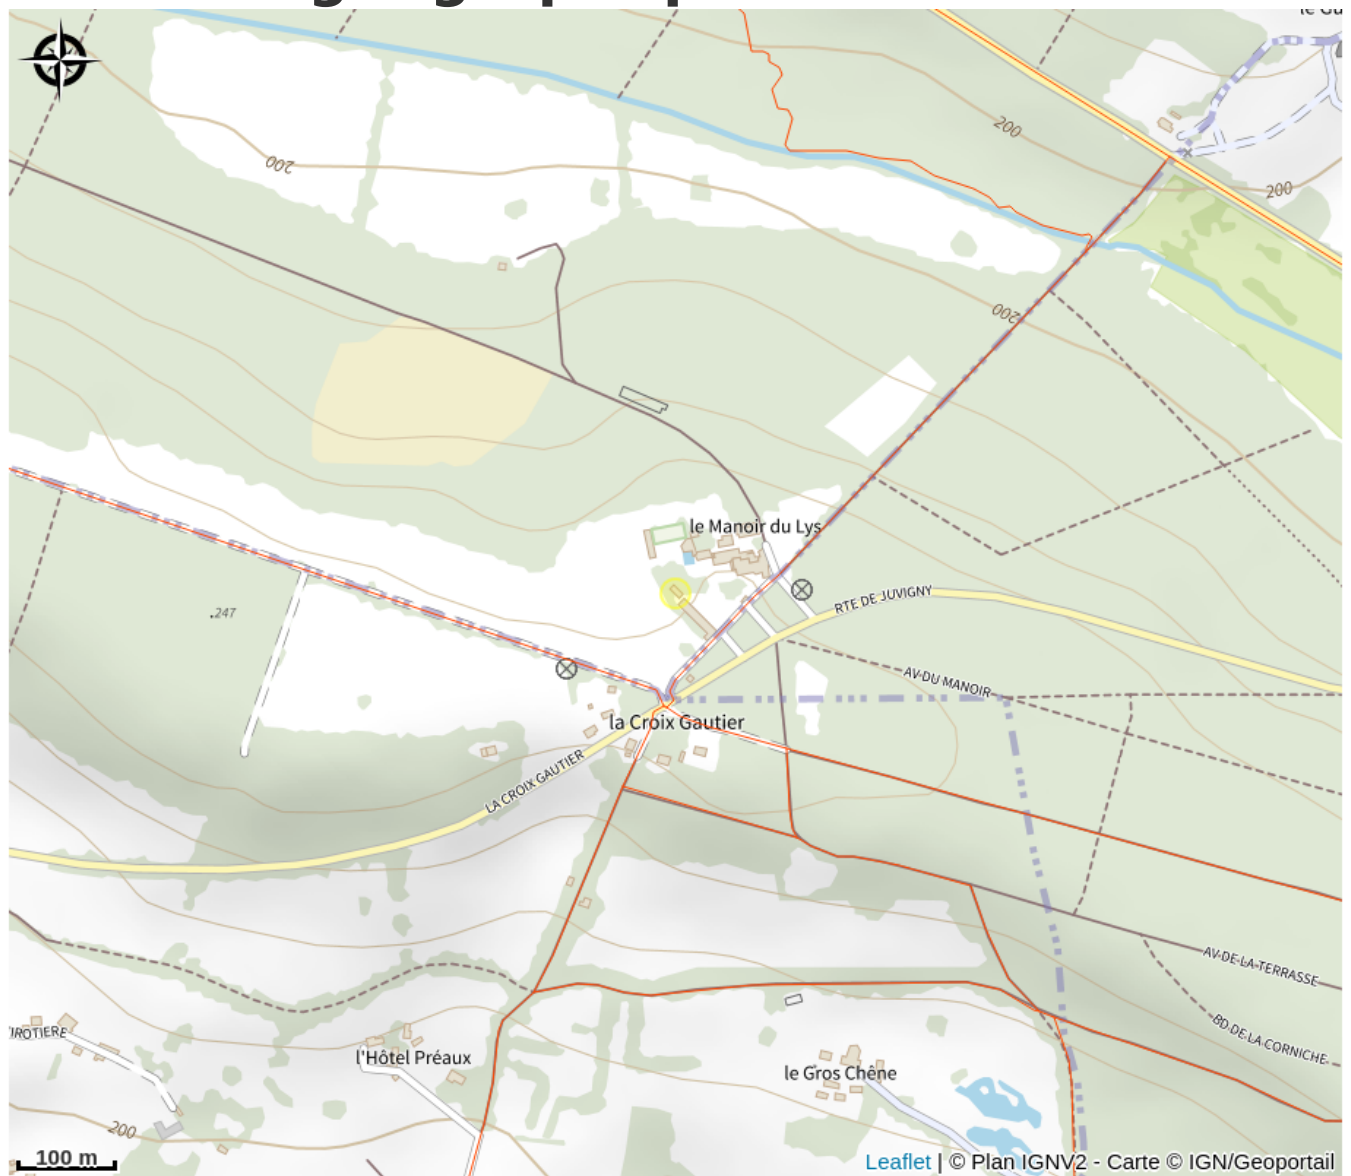 200
200
200
200
le Manoir du Lys
RTE DE JUVIGNY
.247
AV DU MANOIR
la Croix Gautier
LA CROIX GAUTIER
AV DE LA TERRASSE
BD DE LA CORNICHE
l'Hôtel Préaux
le Gros Chêne
200
100 m
Leaflet | © Plan IGNV2 - Carte © IGN/Geoportail